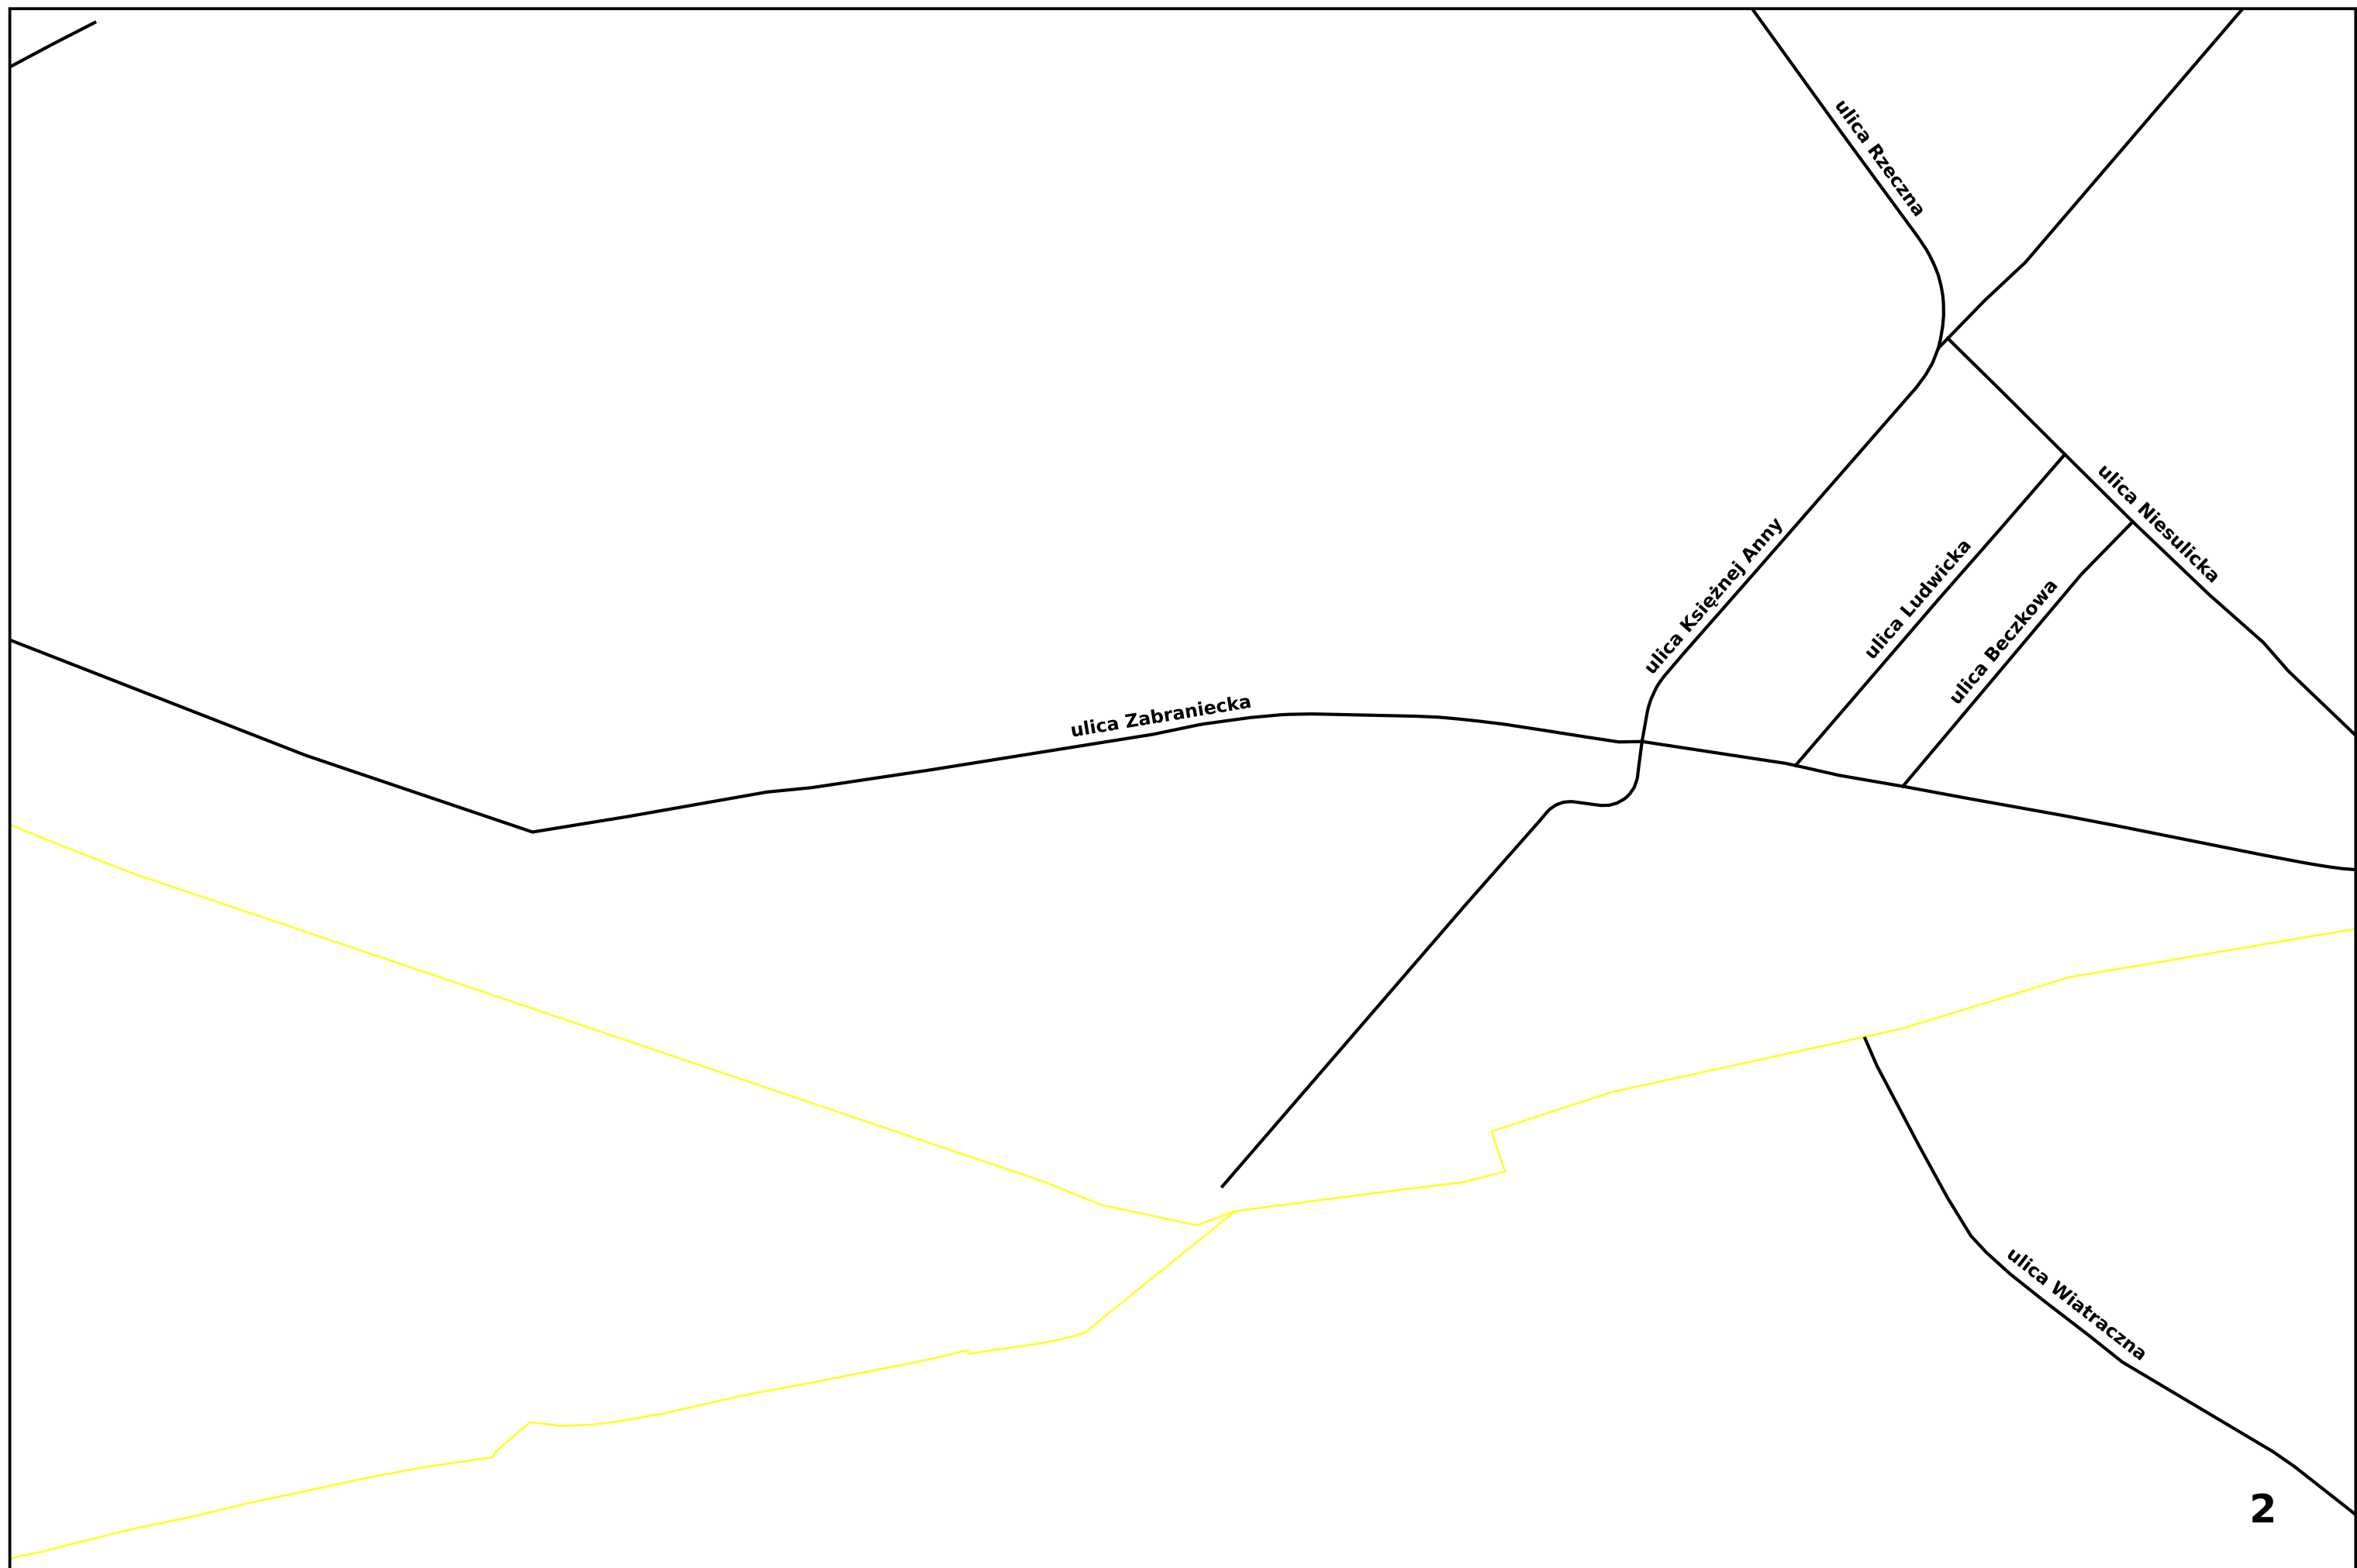 ulica Rzeczna
ulica Niesulicka
ulica Księżnej Anny
ulica Ludwicka
ulica Beczkowa
ulica Zabraniecka
ulica Wiatraczna
2